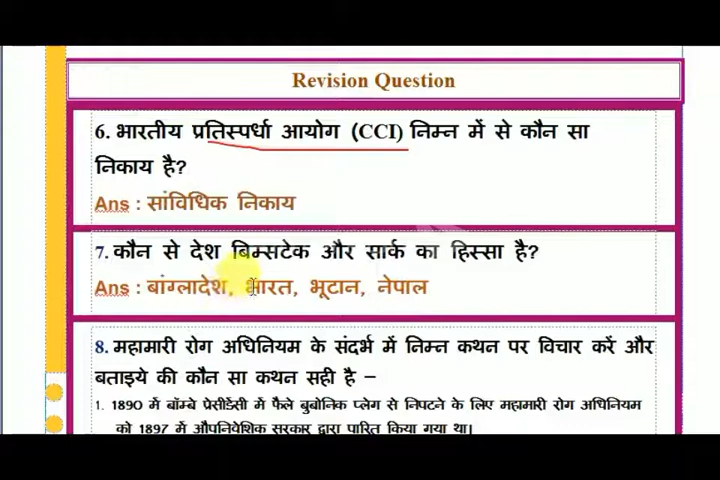 Revision Question
6. भारतीय प्रतिस्पर्धा आयोग (CCI) निम्न में से कौन सा
निकाय है?
Ans : सांविधिक निकाय
7. कौन से देश बिम्सटेक और सार्क का हिस्सा है?
Ans : बांग्लादेश, भारत, भूटान, नेपाल
8. महामारी रोग अधिनियम के संदर्भ में निम्न कथन पर विचार करें और
बताइये की कौन सा कथन सही है –
1. 1890 में बॉम्बे प्रेसीडेंसी में फैले बुबोनिक प्लेग से निपटने के लिए महामारी रोग अधिनियम
को 1897 में औपनिवेशिक सरकार द्वारा पारित किया गया था।